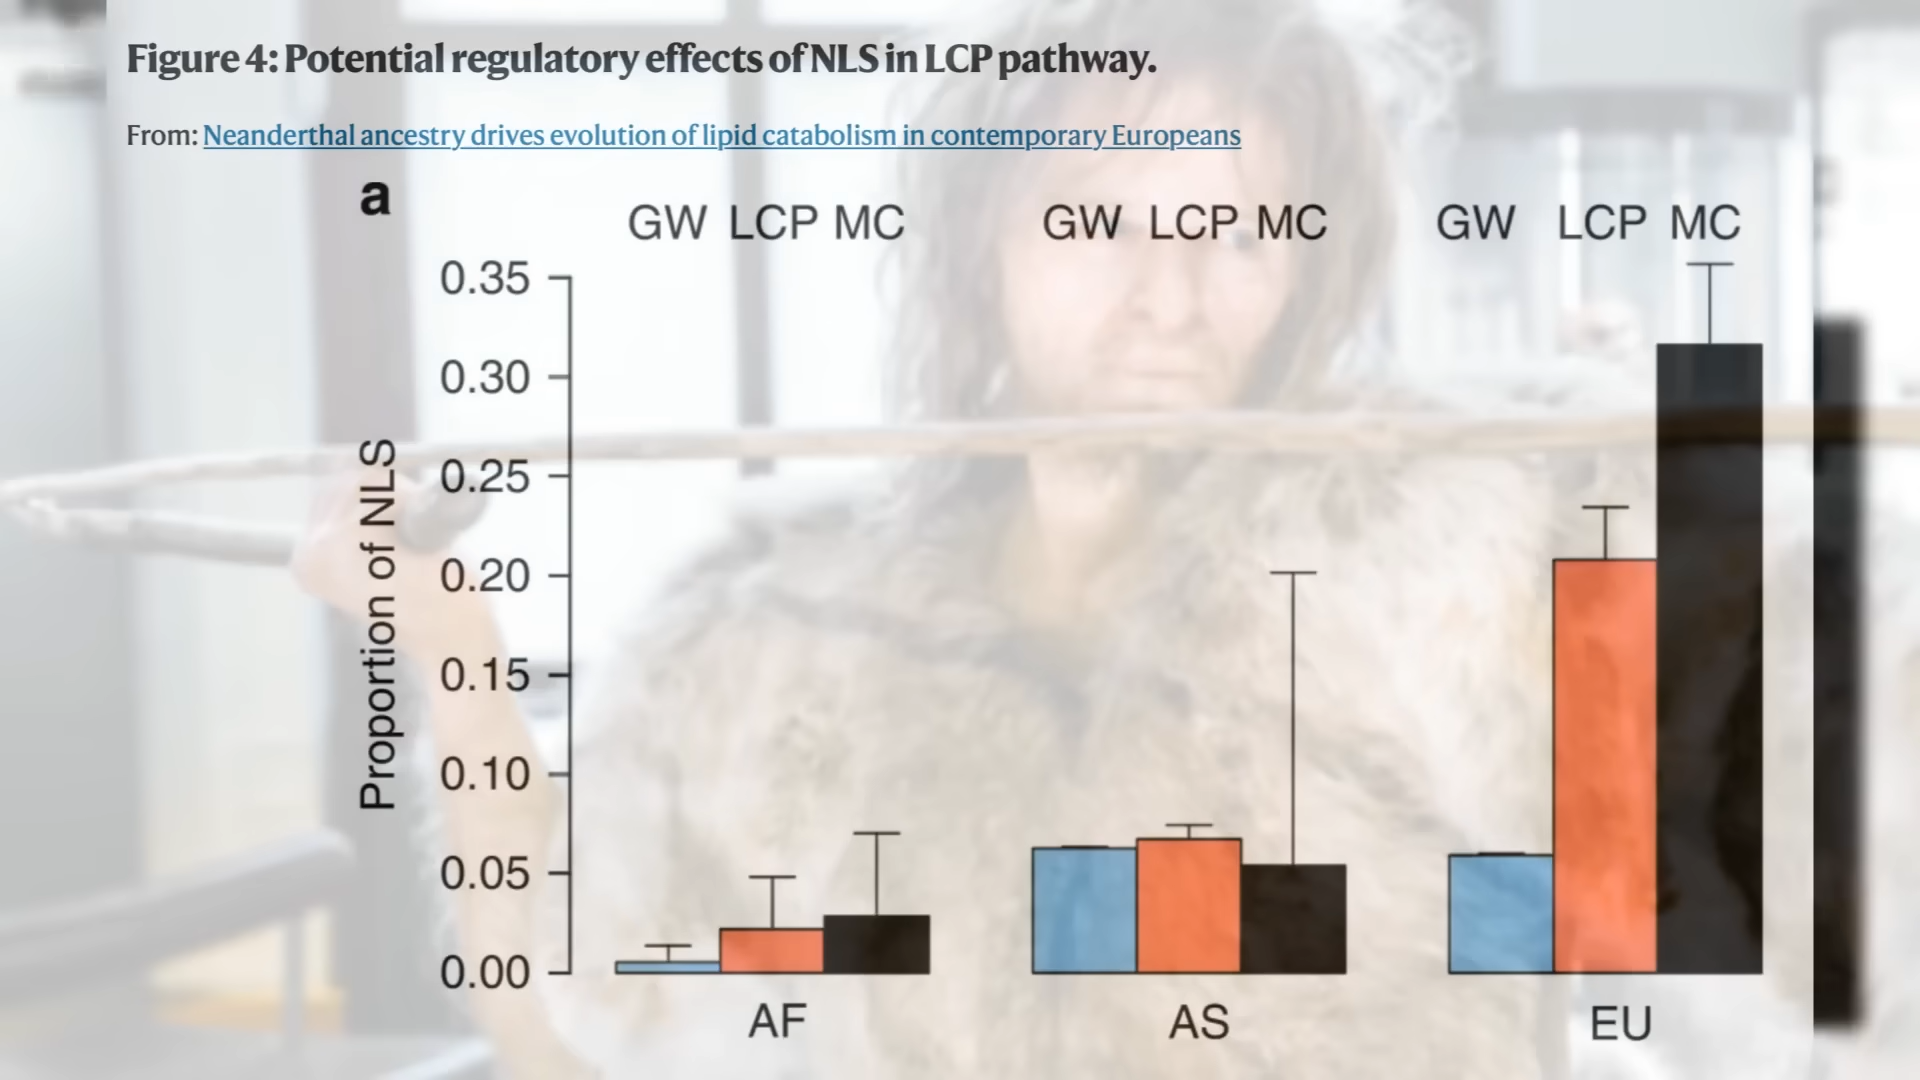 Figure 4: Potential regulatory effects of NLS in LCP pathway.
From: Neanderthal ancestry drives evolution of lipid catabolism in contemporary Europeans
a
GW LCP MC GW LCP MC GW LCP MC
0.35
0.30
0.25
0.20
0.15
0.10
0.05
0.00
Proportion of NLS
AF AS EU